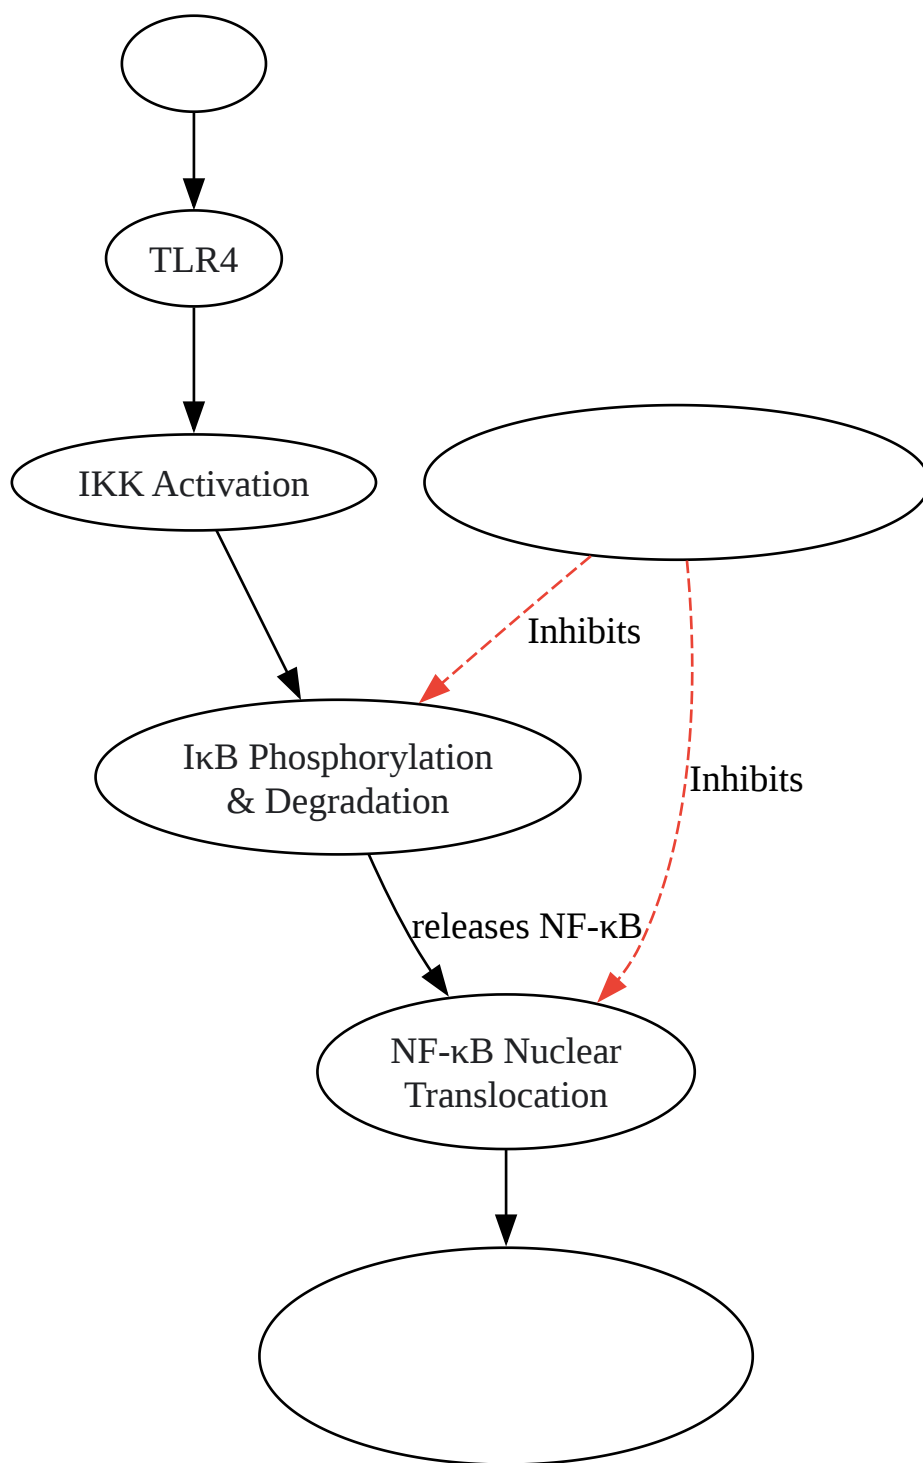 TLR4
IKK Activation
Inhibits
IκB Phosphorylation
& Degradation
Inhibits
releases NF-κB
NF-κB Nuclear
Translocation